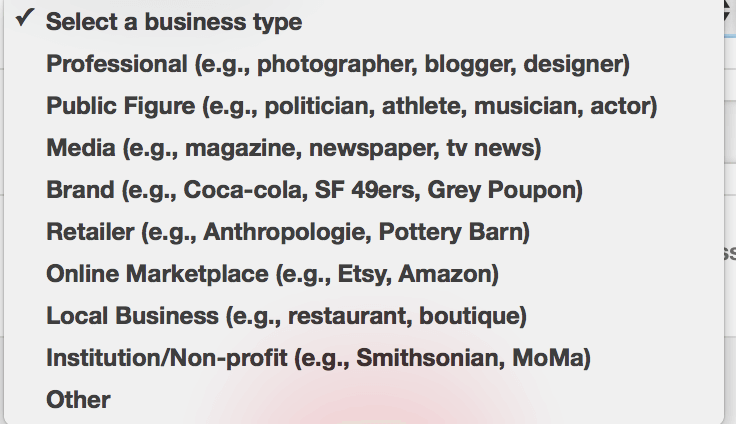 ✓ Select a business type
Professional (e.g., photographer, blogger, designer)
Public Figure (e.g., politician, athlete, musician, actor)
Media (e.g., magazine, newspaper, tv news)
Brand (e.g., Coca-cola, SF 49ers, Grey Poupon)
Retailer (e.g., Anthropologie, Pottery Barn)
Online Marketplace (e.g., Etsy, Amazon)
Local Business (e.g., restaurant, boutique)
Institution/Non-profit (e.g., Smithsonian, MoMa)
Other